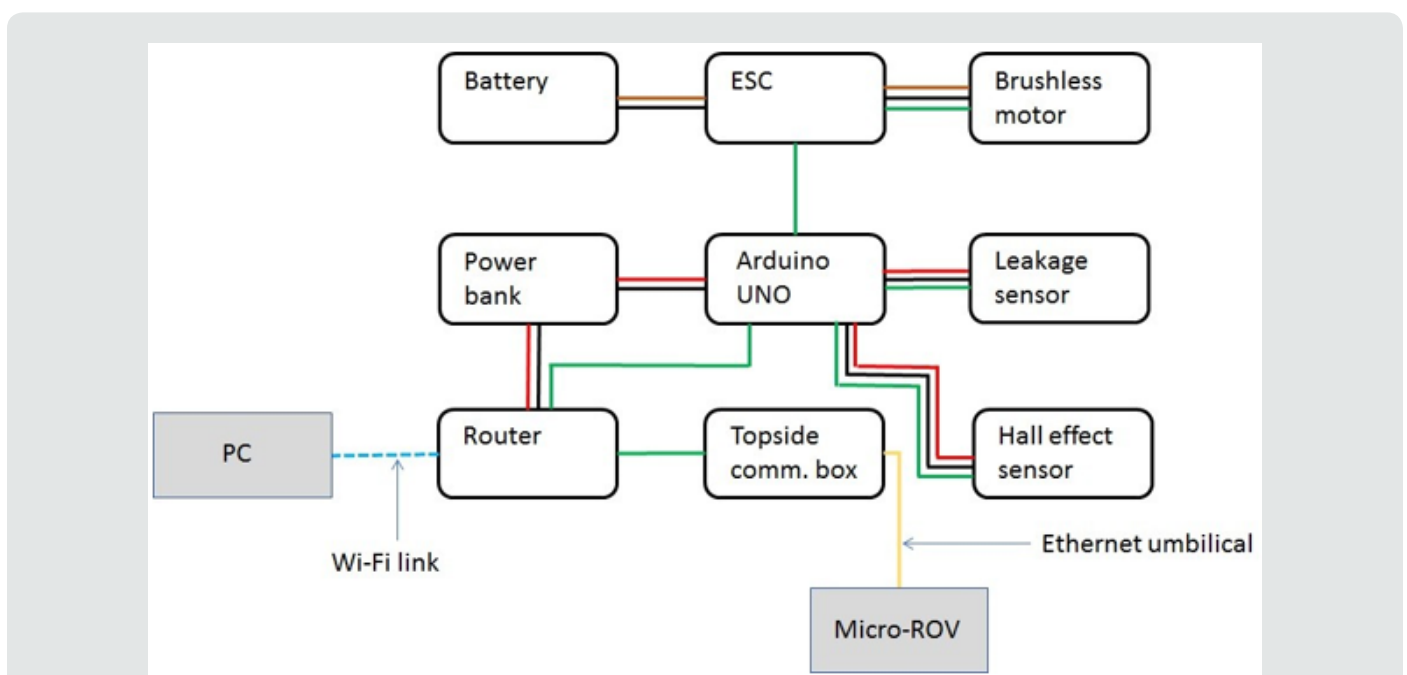 Battery
ESC
Brushless
motor
Power
bank
Arduino
UNO
Leakage
sensor
PC
Router
Topside
comm. box
Hall effect
sensor
Wi-Fi link
Ethernet umbilical
Micro-ROV